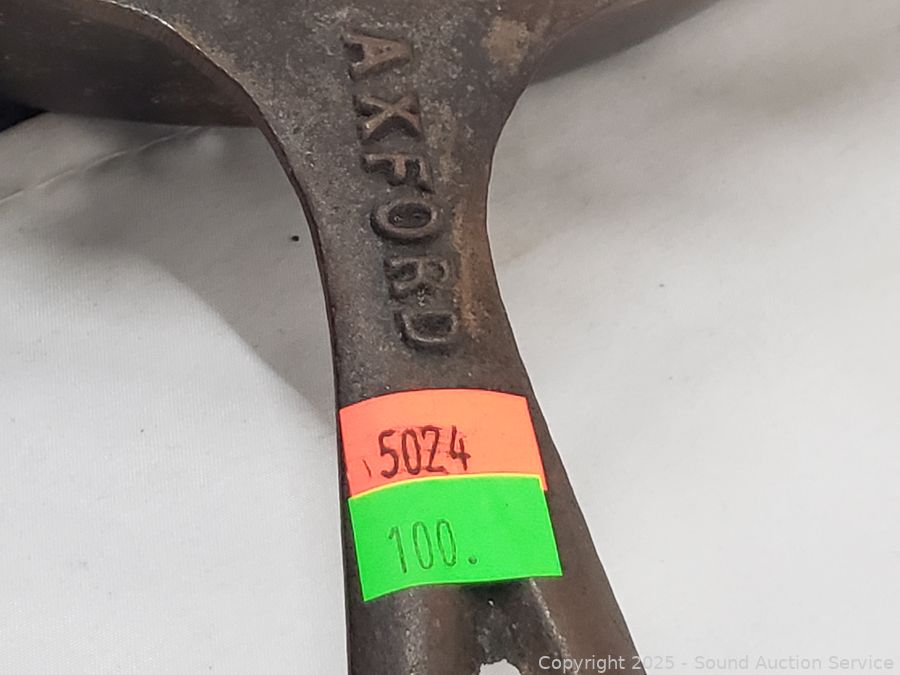 AXFORD
5024
100.
Copyright 2025 - Sound Auction Service